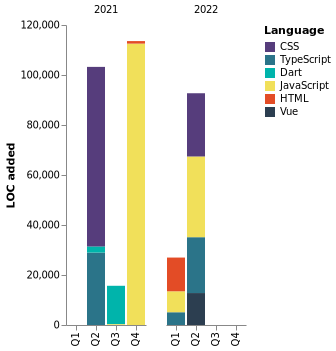 2021 2022
Language
CSS
TypeScript
Dart
JavaScript
HTML
Vue
LOC added
120,000
100,000
80,000
60,000
40,000
20,000
0
Q1 Q2 Q3 Q4 Q1 Q2 Q3 Q4